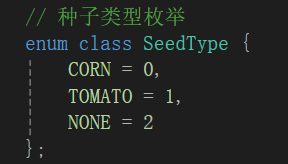 // 种子类型枚举
enum class SeedType {
    CORN = 0,
    TOMATO = 1,
    NONE = 2
};